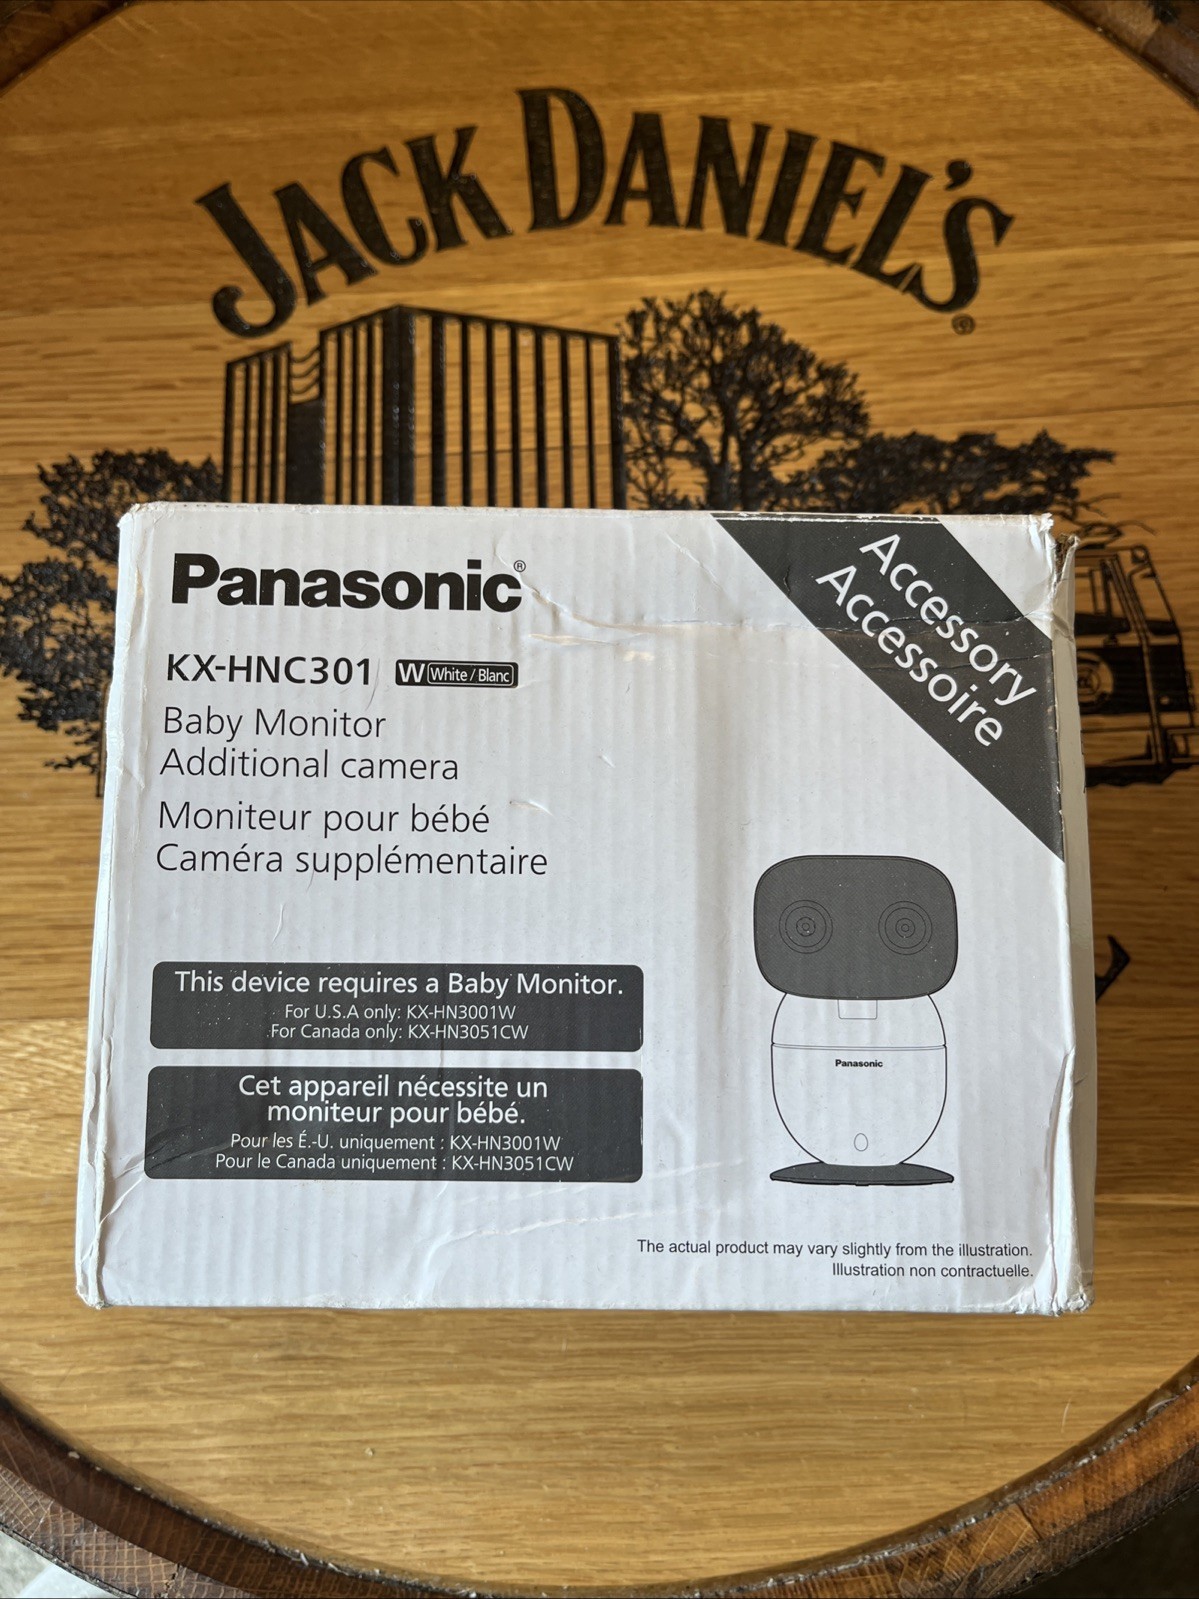 JACK DANIEL'S®
Panasonic®
KX-HNC301 W White / Blanc
Baby Monitor
Additional camera
Moniteur pour bébé
Caméra supplémentaire
Accessory
Accessoire
This device requires a Baby Monitor.
For U.S.A only: KX-HN3001W
For Canada only: KX-HN3051CW
Cet appareil nécessite un
moniteur pour bébé.
Pour les É.-U. uniquement : KX-HN3001W
Pour le Canada uniquement : KX-HN3051CW
Panasonic
The actual product may vary slightly from the illustration.
Illustration non contractuelle.